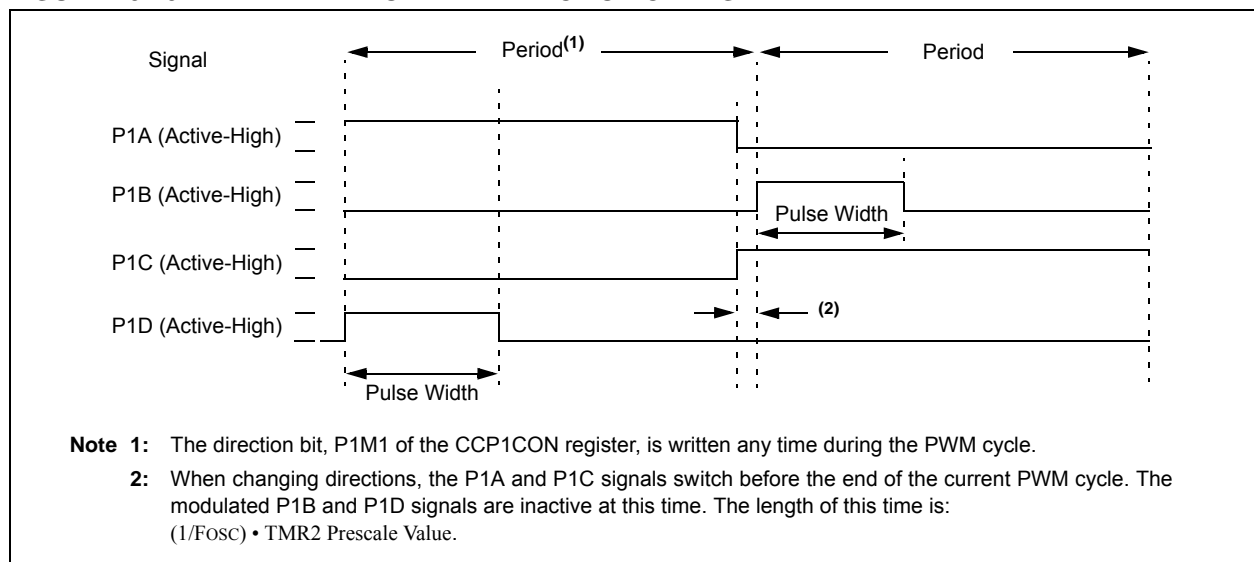 Signal
Period(1)
Period
P1A (Active-High)
P1B (Active-High)
Pulse Width
P1C (Active-High)
(2)
P1D (Active-High)
Pulse Width
Note 1: The direction bit, P1M1 of the CCP1CON register, is written any time during the PWM cycle.
2: When changing directions, the P1A and P1C signals switch before the end of the current PWM cycle. The
modulated P1B and P1D signals are inactive at this time. The length of this time is:
(1/FOSC) • TMR2 Prescale Value.